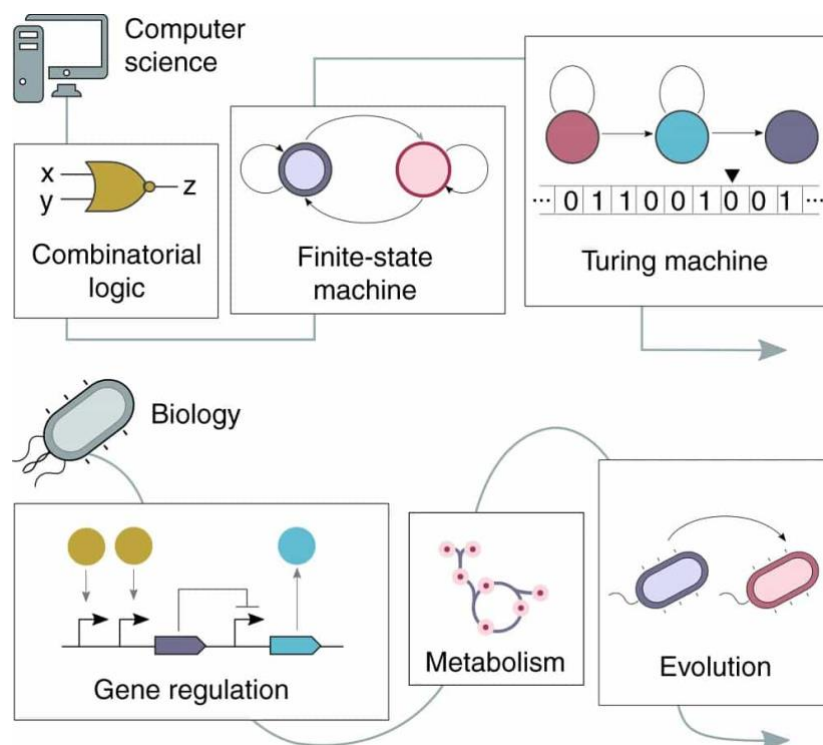 Computer
science
x
y
z
Combinatorial
logic
Finite-state
machine
... 0 1 1 0 0 1 0 0 1 ...
Turing machine
Biology
Gene regulation
Metabolism
Evolution